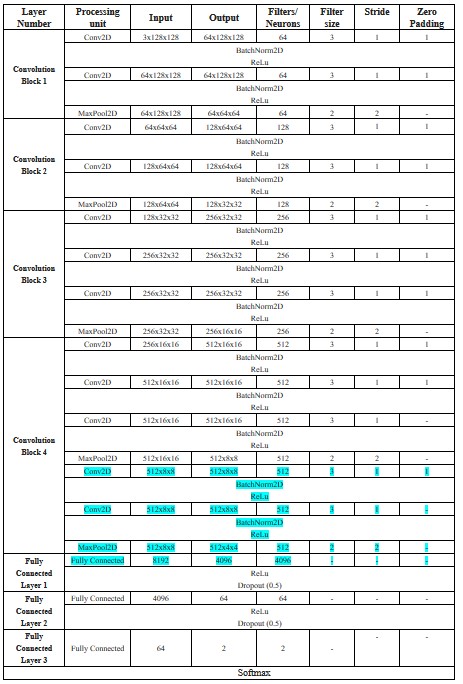 Layer Number Processing unit Input Output Filters/ Neurons Filter size Stride Zero Padding
Convolution Block 1
Conv2D 3x128x128 64x128x128 64 3 1 1
BatchNorm2D
ReLu
Conv2D 64x128x128 64x128x128 64 3 1 1
BatchNorm2D
ReLu
MaxPool2D 64x128x128 64x64x64 64 2 2 -
Convolution Block 2
Conv2D 64x64x64 128x64x64 128 3 1 1
BatchNorm2D
ReLu
Conv2D 128x64x64 128x64x64 128 3 1 1
BatchNorm2D
ReLu
MaxPool2D 128x64x64 128x32x32 128 2 2 -
Convolution Block 3
Conv2D 128x32x32 256x32x32 256 3 1 1
BatchNorm2D
ReLu
Conv2D 256x32x32 256x32x32 256 3 1 1
BatchNorm2D
ReLu
Conv2D 256x32x32 256x32x32 256 3 1 1
BatchNorm2D
ReLu
MaxPool2D 256x32x32 256x16x16 256 2 2 -
Convolution Block 4
Conv2D 256x16x16 512x16x16 512 3 1 1
BatchNorm2D
ReLu
Conv2D 512x16x16 512x16x16 512 3 1 1
BatchNorm2D
ReLu
Conv2D 512x16x16 512x16x16 512 3 1 -
BatchNorm2D
ReLu
MaxPool2D 512x16x16 512x8x8 512 2 2 -
Conv2D 512x8x8 512x8x8 512 3 1 1
BatchNorm2D
ReLu
Conv2D 512x8x8 512x8x8 512 3 1 -
BatchNorm2D
ReLu
MaxPool2D 512x8x8 512x4x4 512 2 2 -
Fully Connected Layer 1
Fully Connected 8192 4096 4096 - - -
ReLu
Dropout (0.5)
Fully Connected Layer 2
Fully Connected 4096 64 64 - - -
ReLu
Dropout (0.5)
Fully Connected Layer 3
Fully Connected 64 2 2 - - -
Softmax